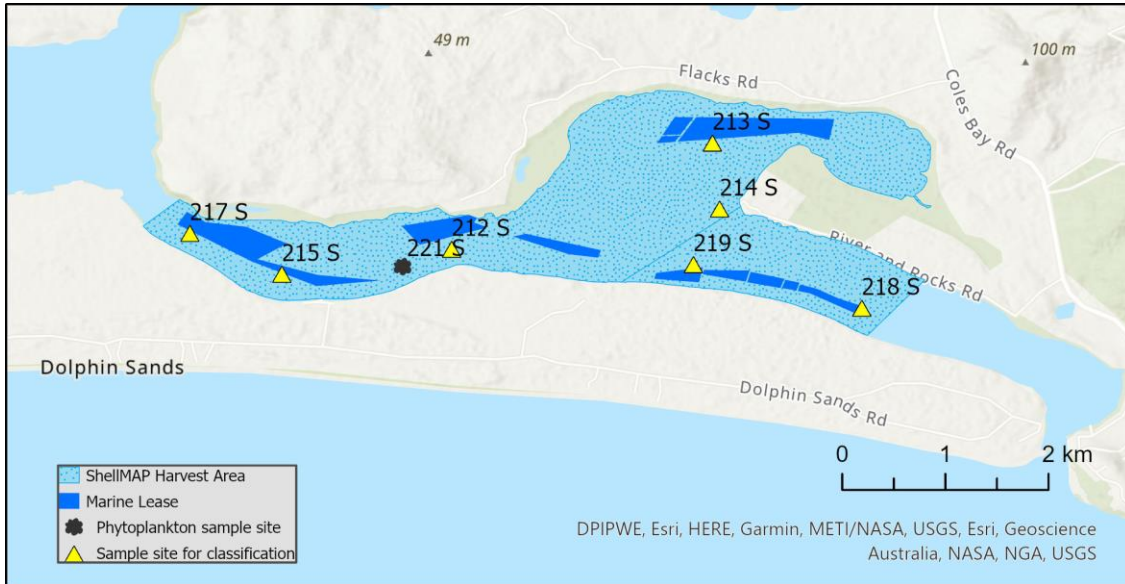 49 m
100 m
Flacks Rd
Coles Bay Rd
213 S
214 S
217 S
212 S
221 S
215 S
219 S
River and Rocks Rd
218 S
Dolphin Sands
Dolphin Sands Rd
0 1 2 km
ShellMAP Harvest Area
Marine Lease
Phytoplankton sample site
Sample site for classification
DPIPWE, Esri, HERE, Garmin, METI/NASA, USGS, Esri, Geoscience
Australia, NASA, NGA, USGS